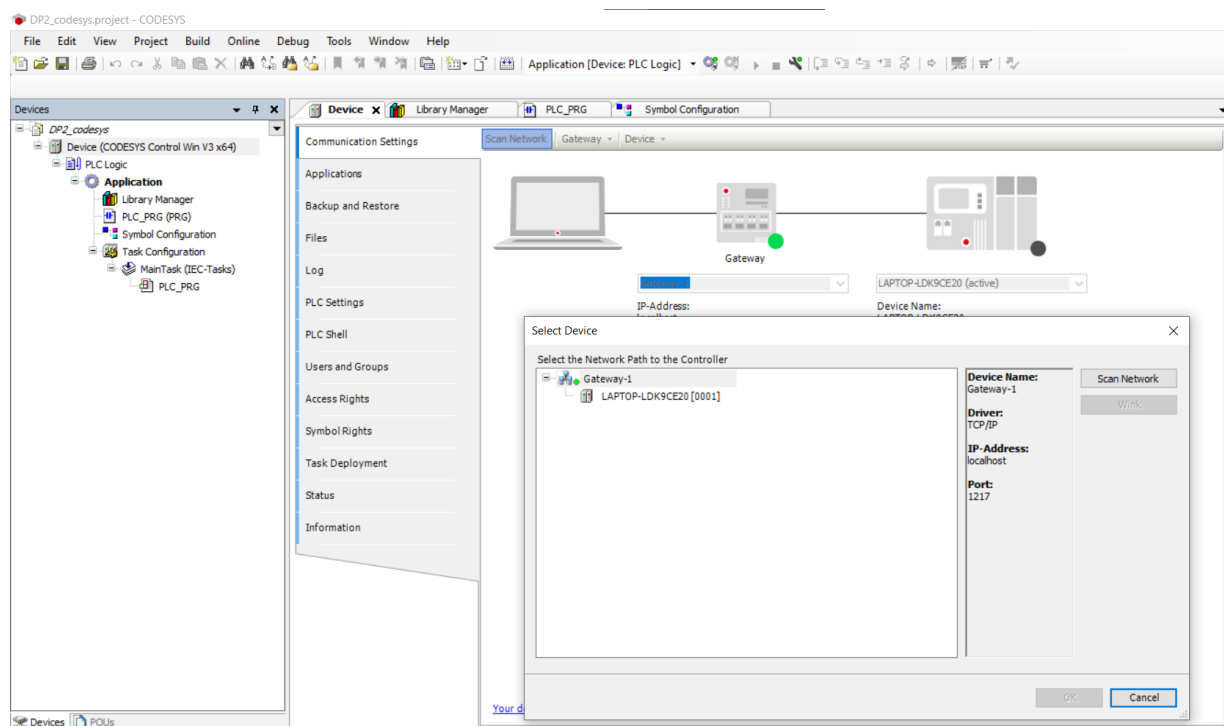 DP2_codesys.project - CODESYS
File Edit View Project Build Online Debug Tools Window Help
Application [Device: PLC Logic]
Devices
Device
Library Manager
PLC_PRG
Symbol Configuration
DP2_codesys
Device (CODESYS Control Win V3 x64)
PLC Logic
Application
Library Manager
PLC_PRG (PRG)
Symbol Configuration
Task Configuration
MainTask (IEC-Tasks)
PLC_PRG
Communication Settings
Applications
Backup and Restore
Files
Log
PLC Settings
PLC Shell
Users and Groups
Access Rights
Symbol Rights
Task Deployment
Status
Information
Scan Network Gateway Device
Gateway
Gateway-1
LAPTOP-LDK9CE20 (active)
IP-Address:
localhost
Device Name:
LAPTOP-LDK9CE20
Select Device
Select the Network Path to the Controller
Gateway-1
LAPTOP-LDK9CE20 [0001]
Device Name:
Gateway-1
Driver:
TCP/IP
IP-Address:
localhost
Port:
1217
Scan Network
Wink
OK
Cancel
Your d
Devices
POUs